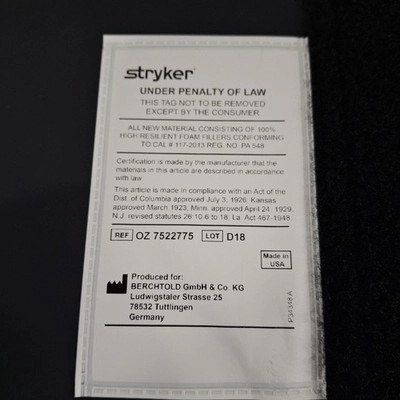 stryker®
UNDER PENALTY OF LAW
THIS TAG NOT TO BE REMOVED
EXCEPT BY THE CONSUMER
ALL NEW MATERIAL CONSISTING OF 100%
HIGH RESILIENT FOAM FILLERS CONFORMING
TO CAL # 117-2013 REG. NO. PA 548
Certification is made by the manufacturer that the
materials in this article are described in accordance
with law
This article is made in compliance with an Act of the
Dist. of Columbia approved July 3, 1926; Kansas
approved March 1923; Minn. approved April 24, 1929;
N.J. revised statutes 26:10-6 to 18; La. Act 467-1948
REF OZ 7522775 LOT D18
Made in
USA
Produced for:
BERCHTOLD GmbH & Co. KG
Ludwigstaler Strasse 25
78532 Tuttlingen
Germany
P34348 A